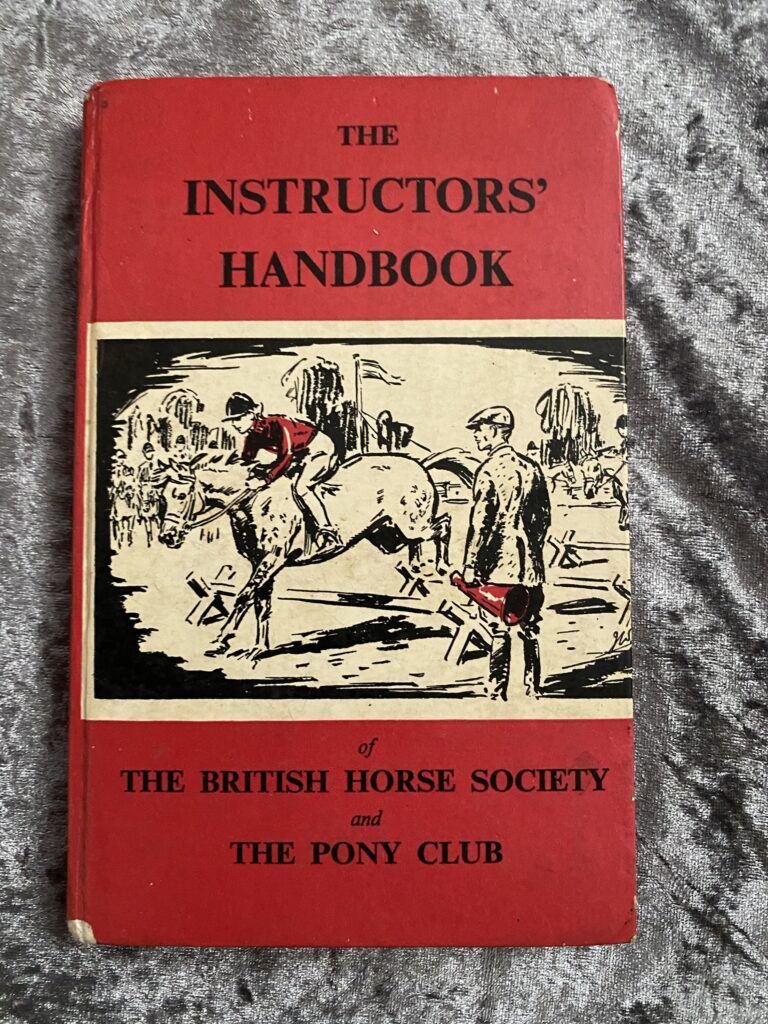 THE
INSTRUCTORS’
HANDBOOK
of
THE BRITISH HORSE SOCIETY
and
THE PONY CLUB